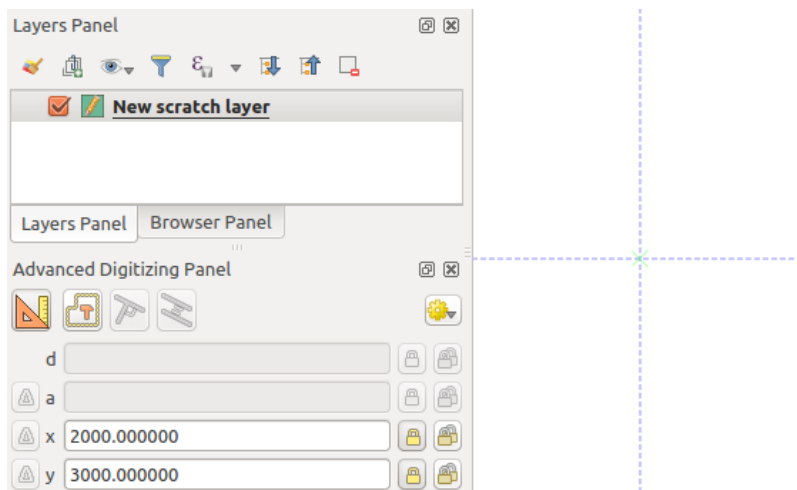 Layers Panel
New scratch layer
Layers Panel Browser Panel
Advanced Digitizing Panel
d
a
x 2000.000000
y 3000.000000